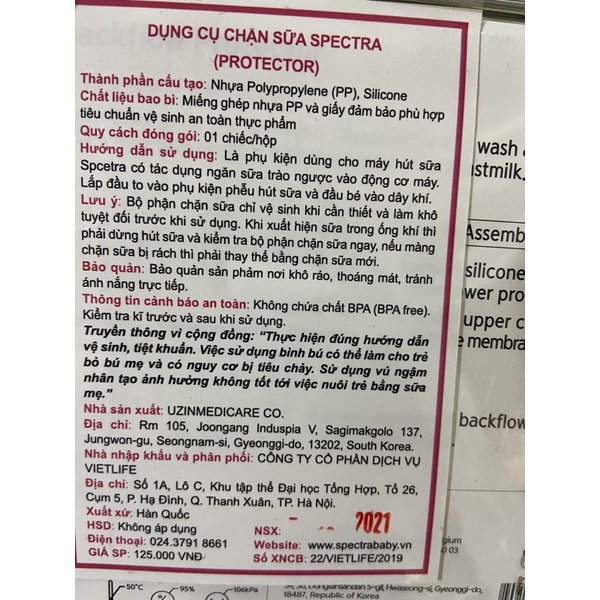 DỤNG CỤ CHẶN SỮA SPECTRA
(PROTECTOR)
Thành phần cấu tạo: Nhựa Polypropylene (PP), Silicone
Chất liệu bao bì: Miếng ghép nhựa PP và giấy đảm bảo phù hợp
tiêu chuẩn vệ sinh an toàn thực phẩm
Quy cách đóng gói: 01 chiếc/hộp
Hướng dẫn sử dụng: Là phụ kiện dùng cho máy hút sữa
Spcetra có tác dụng ngăn sữa trào ngược vào động cơ máy.
Lắp đầu to vào phụ kiện phễu hút sữa và đầu bé vào dây khí.
Lưu ý: Bộ phận chặn sữa chỉ vệ sinh khi cần thiết và làm khô
tuyệt đối trước khi sử dụng. Khi xuất hiện sữa trong ống khí thì
phải dừng hút sữa và kiểm tra bộ phận chặn sữa ngay, nếu màng
chặn sữa bị rách thì phải thay thế bằng chặn sữa mới.
Bảo quản: Bảo quản sản phẩm nơi khô ráo, thoáng mát, tránh
ánh nắng trực tiếp.
Thông tin cảnh báo an toàn: Không chứa chất BPA (BPA free).
Kiểm tra kĩ trước và sau khi sử dụng.
Truyền thông vì cộng đồng: “Thực hiện đúng hướng dẫn
vệ sinh, tiệt khuẩn. Việc sử dụng bình bú có thể làm cho trẻ
bỏ bú mẹ và có nguy cơ bị tiêu chảy. Sử dụng vú ngậm
nhân tạo ảnh hưởng không tốt tới việc nuôi trẻ bằng sữa
mẹ.”
Nhà sản xuất: UZINMEDICARE CO.
Địa chỉ: Rm 105, Joongang Induspia V, Sagimakgolo 137,
Jungwon-gu, Seongnam-si, Gyeonggi-do, 13202, South Korea.
Nhà nhập khẩu và phân phối: CÔNG TY CỔ PHẦN DỊCH VỤ
VIETLIFE
Địa chỉ: Số 1A, Lô C, Khu tập thể Đại học Tổng Hợp, Tổ 26,
Cụm 5, P. Hạ Đình, Q. Thanh Xuân, TP. Hà Nội.
Xuất xứ: Hàn Quốc
HSD: Không áp dụng
NSX: 2021
Điện thoại: 024.3791 8661
Website: www.spectrababy.vn
GIÁ SP: 125.000 VNĐ
Số XNCB: 22/VIETLIFE/2019
wash
stmilk.
Assemb
silicone
wer pro
upper c
e membra
backflow
gium
0 03
50°C
95%
106kPa
Hwaseong-si, Gyeonggi-do,
18487, Republic of Korea